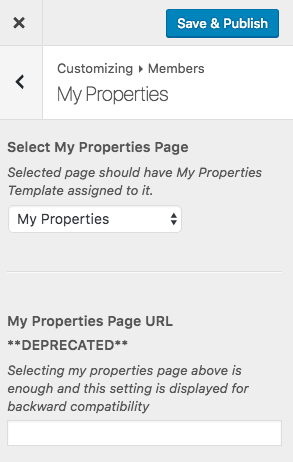 Save & Publish
Customizing ▸ Members
My Properties
Select My Properties Page
Selected page should have My Properties
Template assigned to it.
My Properties
My Properties Page URL
**DEPRECATED**
Selecting my properties page above is
enough and this setting is displayed for
backward compatibility